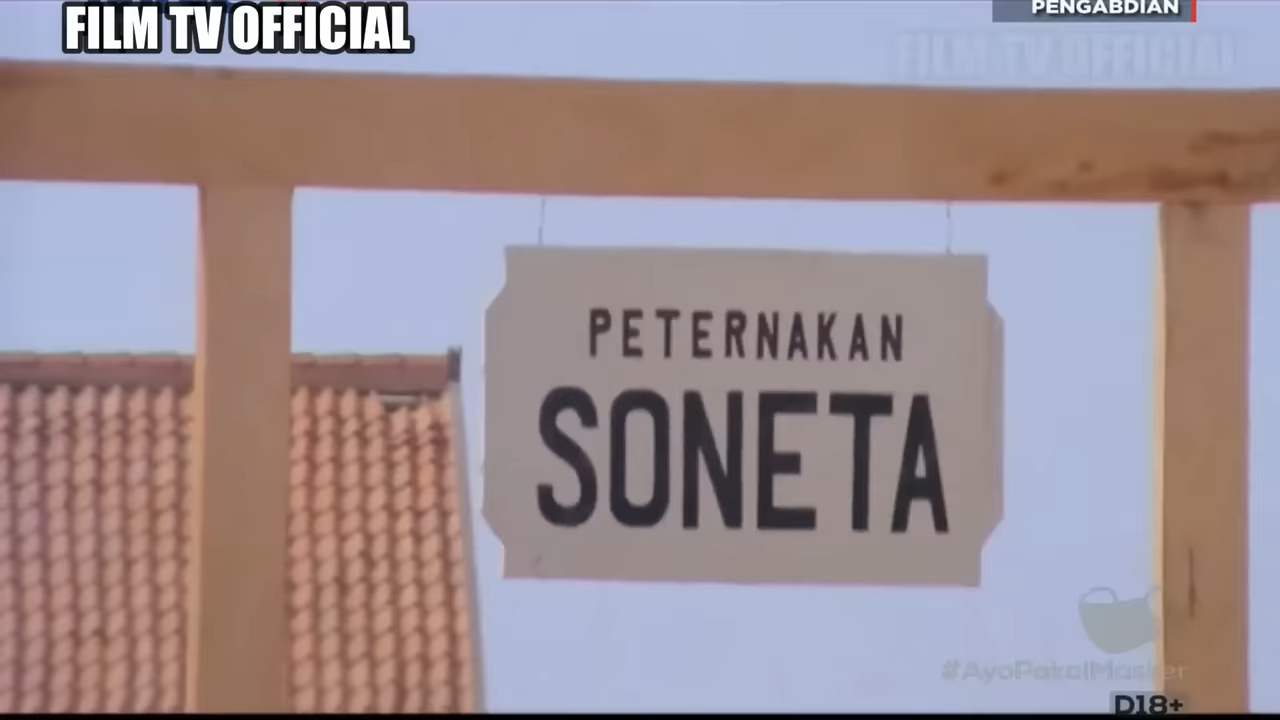 FILM TV OFFICIAL
PENGABDIAN
FILM TV OFFICIAL
PETERNAKAN
SONETA
#AyoPakaiMasker
D18+